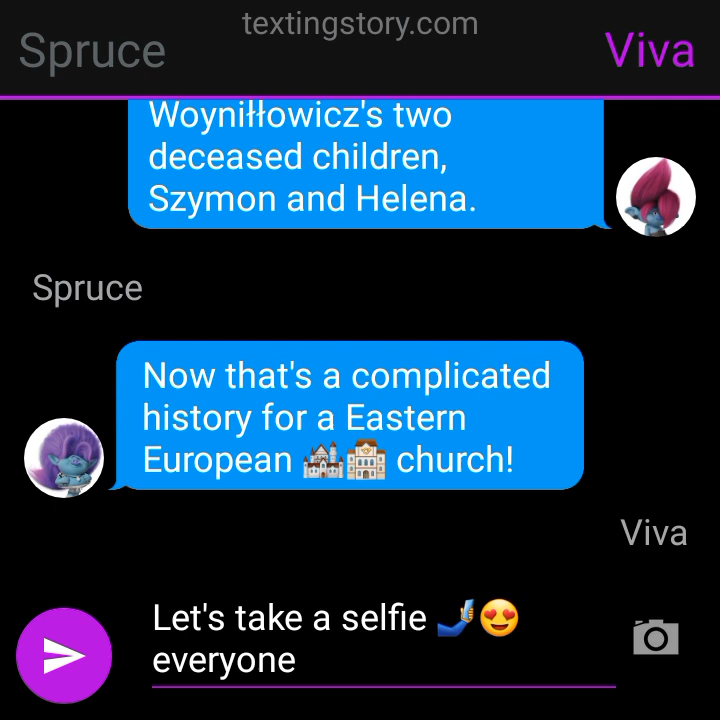 textingstory.com
Spruce
Viva
Woyniłłowicz's two
deceased children,
Szymon and Helena.
Spruce
Now that's a complicated
history for a Eastern
European 🏰🏫 church!
Viva
Let's take a selfie 🤳😍
everyone